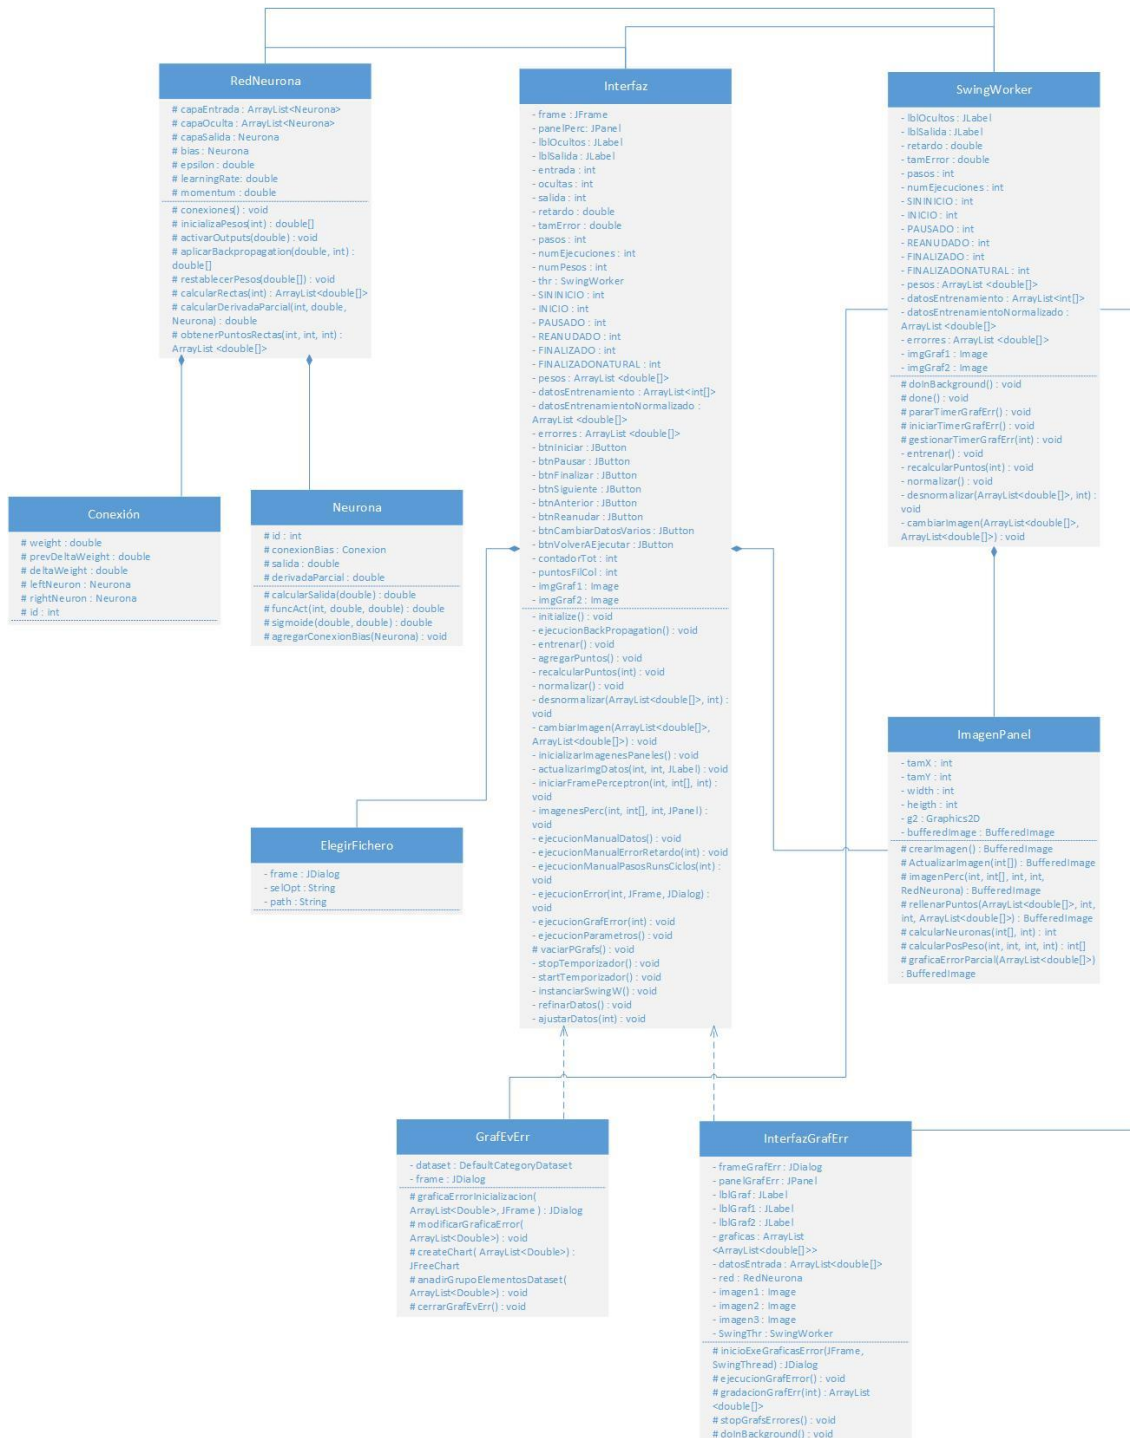 RedNeurona
# capaEntrada : ArrayList<Neurona>
# capaOculta : ArrayList<Neurona>
# capaSalida : Neurona
# bias : Neurona
# epsilon : double
# learningRate: double
# momentum : double
# conexiones() : void
# inicializaPesos(int) : double[]
# activarOutputs(double) : void
# aplicarBackpropagation(double, int) :
double[]
# restablecerPesos(double[]) : void
# calcularRectas(int) : ArrayList<double[]>
# calcularDerivadaParcial(int, double,
Neurona) : double
# obtenerPuntosRectas(int, int, int) :
ArrayList <double[]>
Interfaz
- frame : JFrame
- panelPerc: JPanel
- lblOcultos : JLabel
- lblSalida : JLabel
- entrada : int
- ocultas : int
- salida : int
- retardo : double
- tamError : double
- pasos : int
- numEjecuciones : int
- numPesos : int
- thr : SwingWorker
- SININICIO : int
- INICIO : int
- PAUSADO : int
- REANUDADO : int
- FINALIZADO : int
- FINALIZADONATURAL : int
- pesos : ArrayList <double[]>
- datosEntrenamiento : ArrayList<int[]>
- datosEntrenamientoNormalizado :
ArrayList <double[]>
- errorres : ArrayList <double[]>
- btnIniciar : JButton
- btnPausar : JButton
- btnFinalizar : JButton
- btnSiguiente : JButton
- btnAnterior : JButton
- btnReanudar : JButton
- btnCambiarDatosVarios : JButton
- btnVolverAEjecutar : JButton
- contadorTot : int
- puntosFilCol : int
- imgGraf1 : Image
- imgGraf2 : Image
- initialize() : void
- ejecucionBackPropagation() : void
- entrenar() : void
- agregarPuntos() : void
- recalcularPuntos(int) : void
- normalizar() : void
- desnormalizar(ArrayList<double[]>, int) :
void
- cambiarImagen(ArrayList<double[]>,
ArrayList<double[]>) : void
- inicializarImagenesPaneles() : void
- actualizarImgDatos(int, int, JLabel) : void
- iniciarFramePerceptron(int, int[], int) :
void
- imagenesPerc(int, int[], int, JPanel) :
void
- ejecucionManualDatos() : void
- ejecucionManualErrorRetardo(int) : void
- ejecucionManualPasosRunsCiclos(int) :
void
- ejecucionError(int, JFrame, JDialog) :
void
- ejecucionGrafError(int) : void
- ejecucionParametros() : void
# vaciarPGrafs() : void
- stopTemporizador() : void
- startTemporizador() : void
- instanciarSwingW() : void
- refinarDatos() : void
- ajustarDatos(int) : void
SwingWorker
- lblOcultos : JLabel
- lblSalida : JLabel
- retardo : double
- tamError : double
- pasos : int
- numEjecuciones : int
- SININICIO : int
- INICIO : int
- PAUSADO : int
- REANUDADO : int
- FINALIZADO : int
- FINALIZADONATURAL : int
- pesos : ArrayList <double[]>
- datosEntrenamiento : ArrayList<int[]>
- datosEntrenamientoNormalizado :
ArrayList <double[]>
- errorres : ArrayList <double[]>
- imgGraf1 : Image
- imgGraf2 : Image
# doInBackground() : void
# done() : void
# pararTimerGrafErr() : void
# iniciarTimerGrafErr() : void
# gestionarTimerGrafErr(int) : void
- entrenar() : void
- recalcularPuntos(int) : void
- normalizar() : void
- desnormalizar(ArrayList<double[]>, int) :
void
- cambiarImagen(ArrayList<double[]>,
ArrayList<double[]>) : void
Conexión
# weight : double
# prevDeltaWeight : double
# deltaWeight : double
# leftNeuron : Neurona
# rightNeuron : Neurona
# id : int
Neurona
# id : int
# conexionBias : Conexion
# salida : double
# derivadaParcial : double
# calcularSalida(double) : double
# funcAct(int, double, double) : double
# sigmoide(double, double) : double
# agregarConexionBias(Neurona) : void
ImagenPanel
- tamX : int
- tamY : int
- width : int
- heigth : int
- g2 : Graphics2D
- bufferedImage : BufferedImage
# crearImagen() : BufferedImage
# ActualizarImagen(int[]) : BufferedImage
# imagenPerc(int, int[], int, int,
RedNeurona) : BufferedImage
# rellenarPuntos(ArrayList<double[]>, int,
int, ArrayList<double[]>) : BufferedImage
# calcularNeuronas(int[], int) : int
# calcularPosPeso(int, int, int, int) : int[]
# graficaErrorParcial(ArrayList<double[]>)
: BufferedImage
ElegirFichero
- frame : JDialog
- selOpt : String
- path : String
GrafEvErr
- dataset : DefaultCategoryDataset
- frame : JDialog
# graficaErrorInicializacion(
ArrayList<Double>, JFrame ) : JDialog
# modificarGraficaError(
ArrayList<Double>) : void
# createChart( ArrayList<Double>) :
JFreeChart
# anadirGrupoElementosDataset(
ArrayList<Double>) : void
# cerrarGrafEvErr() : void
InterfazGrafErr
- frameGrafErr : JDialog
- panelGrafErr : JPanel
- lblGraf : JLabel
- lblGraf1 : JLabel
- lblGraf2 : JLabel
- graficas : ArrayList
<ArrayList<double[]>>
- datosEntrada : ArrayList<double[]>
- red : RedNeurona
- imagen1 : Image
- imagen2 : Image
- imagen3 : Image
- SwingThr : SwingWorker
# inicioExeGraficasError(JFrame,
SwingThread) : JDialog
# ejecucionGrafError() : void
# gradacionGrafErr(int) : ArrayList
<double[]>
# stopGrafsErrores() : void
# doInBackground() : void